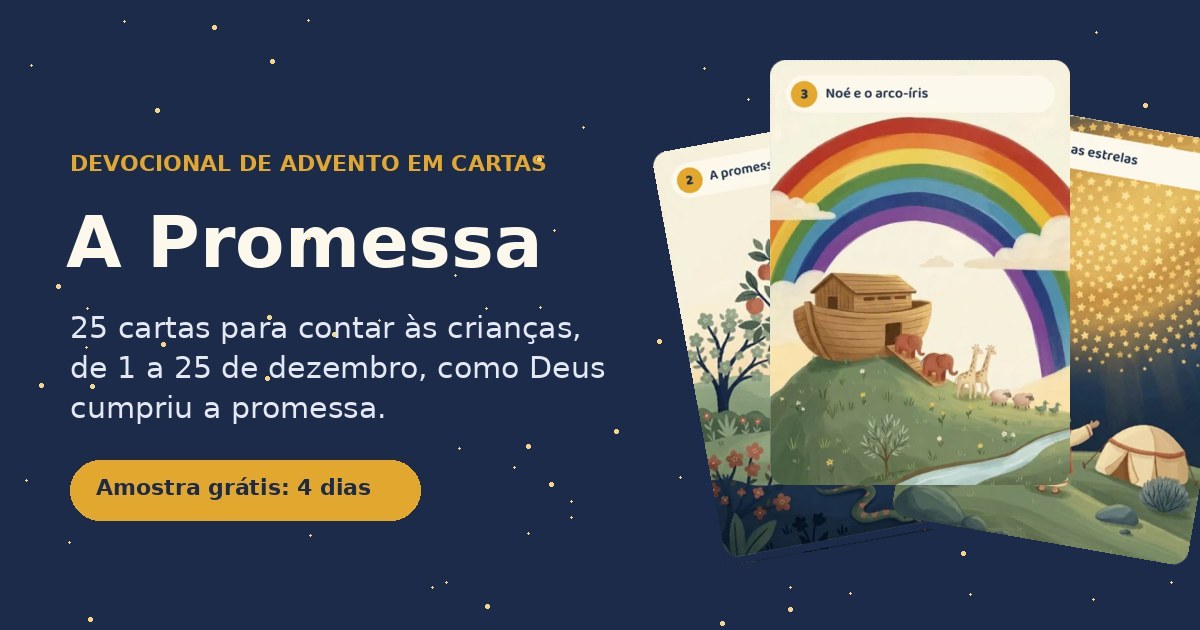 DEVOCIONAL DE ADVENTO EM CARTAS
A Promessa
25 cartas para contar às crianças,
de 1 a 25 de dezembro, como Deus
cumpriu a promessa.
Amostra grátis: 4 dias
2 A
3 Noé e o arco-íris
as estrelas